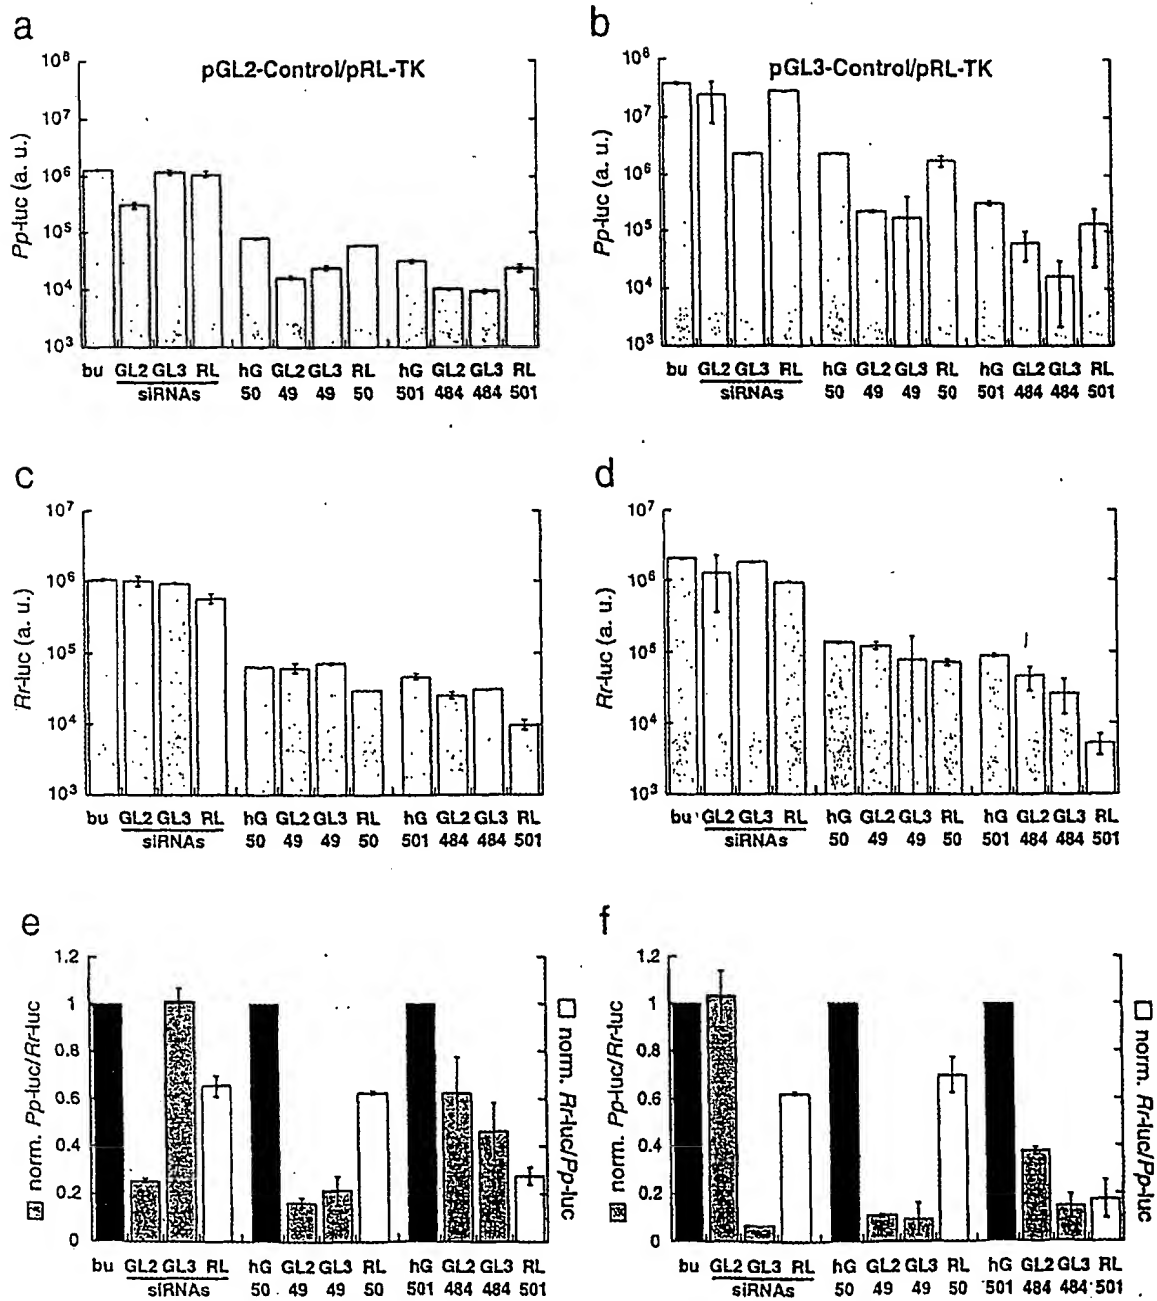 a
pGL2-Control/pRL-TK
Pp-luc (a. u.)
10⁸
10⁷
10⁶
10⁵
10⁴
10³
bu GL2 GL3 RL hG GL2 GL3 RL hG GL2 GL3 RL
siRNAs 50 49 49 50 501 484 484 501
b
pGL3-Control/pRL-TK
Pp-luc (a. u.)
10⁸
10⁷
10⁶
10⁵
10⁴
10³
bu GL2 GL3 RL hG GL2 GL3 RL hG GL2 GL3 RL
siRNAs 50 49 49 50 501 484 484 501
c
Rr-luc (a. u.)
10⁷
10⁶
10⁵
10⁴
10³
bu GL2 GL3 RL hG GL2 GL3 RL hG GL2 GL3 RL
siRNAs 50 49 49 50 501 484 484 501
d
Rr-luc (a. u.)
10⁷
10⁶
10⁵
10⁴
10³
bu GL2 GL3 RL hG GL2 GL3 RL hG GL2 GL3 RL
siRNAs 50 49 49 50 501 484 484 501
e
norm. Pp-luc/Rr-luc
1.2
1
0.8
0.6
0.4
0.2
0
norm. Rr-luc/Pp-luc
bu GL2 GL3 RL hG GL2 GL3 RL hG GL2 GL3 RL
siRNAs 50 49 49 50 501 484 484 501
f
norm. Pp-luc/Rr-luc
1.2
1
0.8
0.6
0.4
0.2
0
norm. Rr-luc/Pp-luc
bu GL2 GL3 RL hG GL2 GL3 RL hG GL2 GL3 RL
siRNAs 50 49 49 50 501 484 484 501